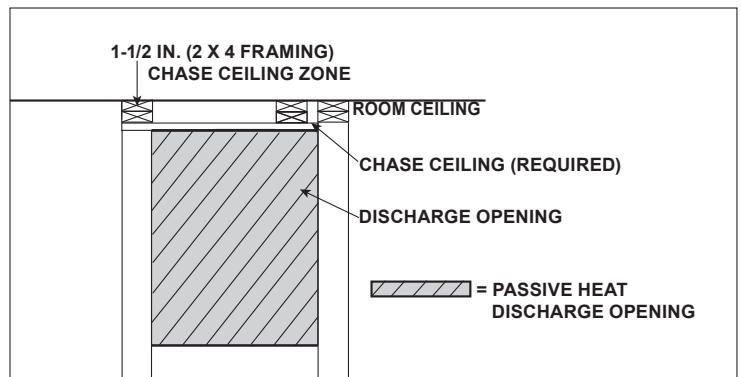 1-1/2 IN. (2 X 4 FRAMING)
CHASE CEILING ZONE
ROOM CEILING
CHASE CEILING (REQUIRED)
DISCHARGE OPENING
= PASSIVE HEAT
DISCHARGE OPENING